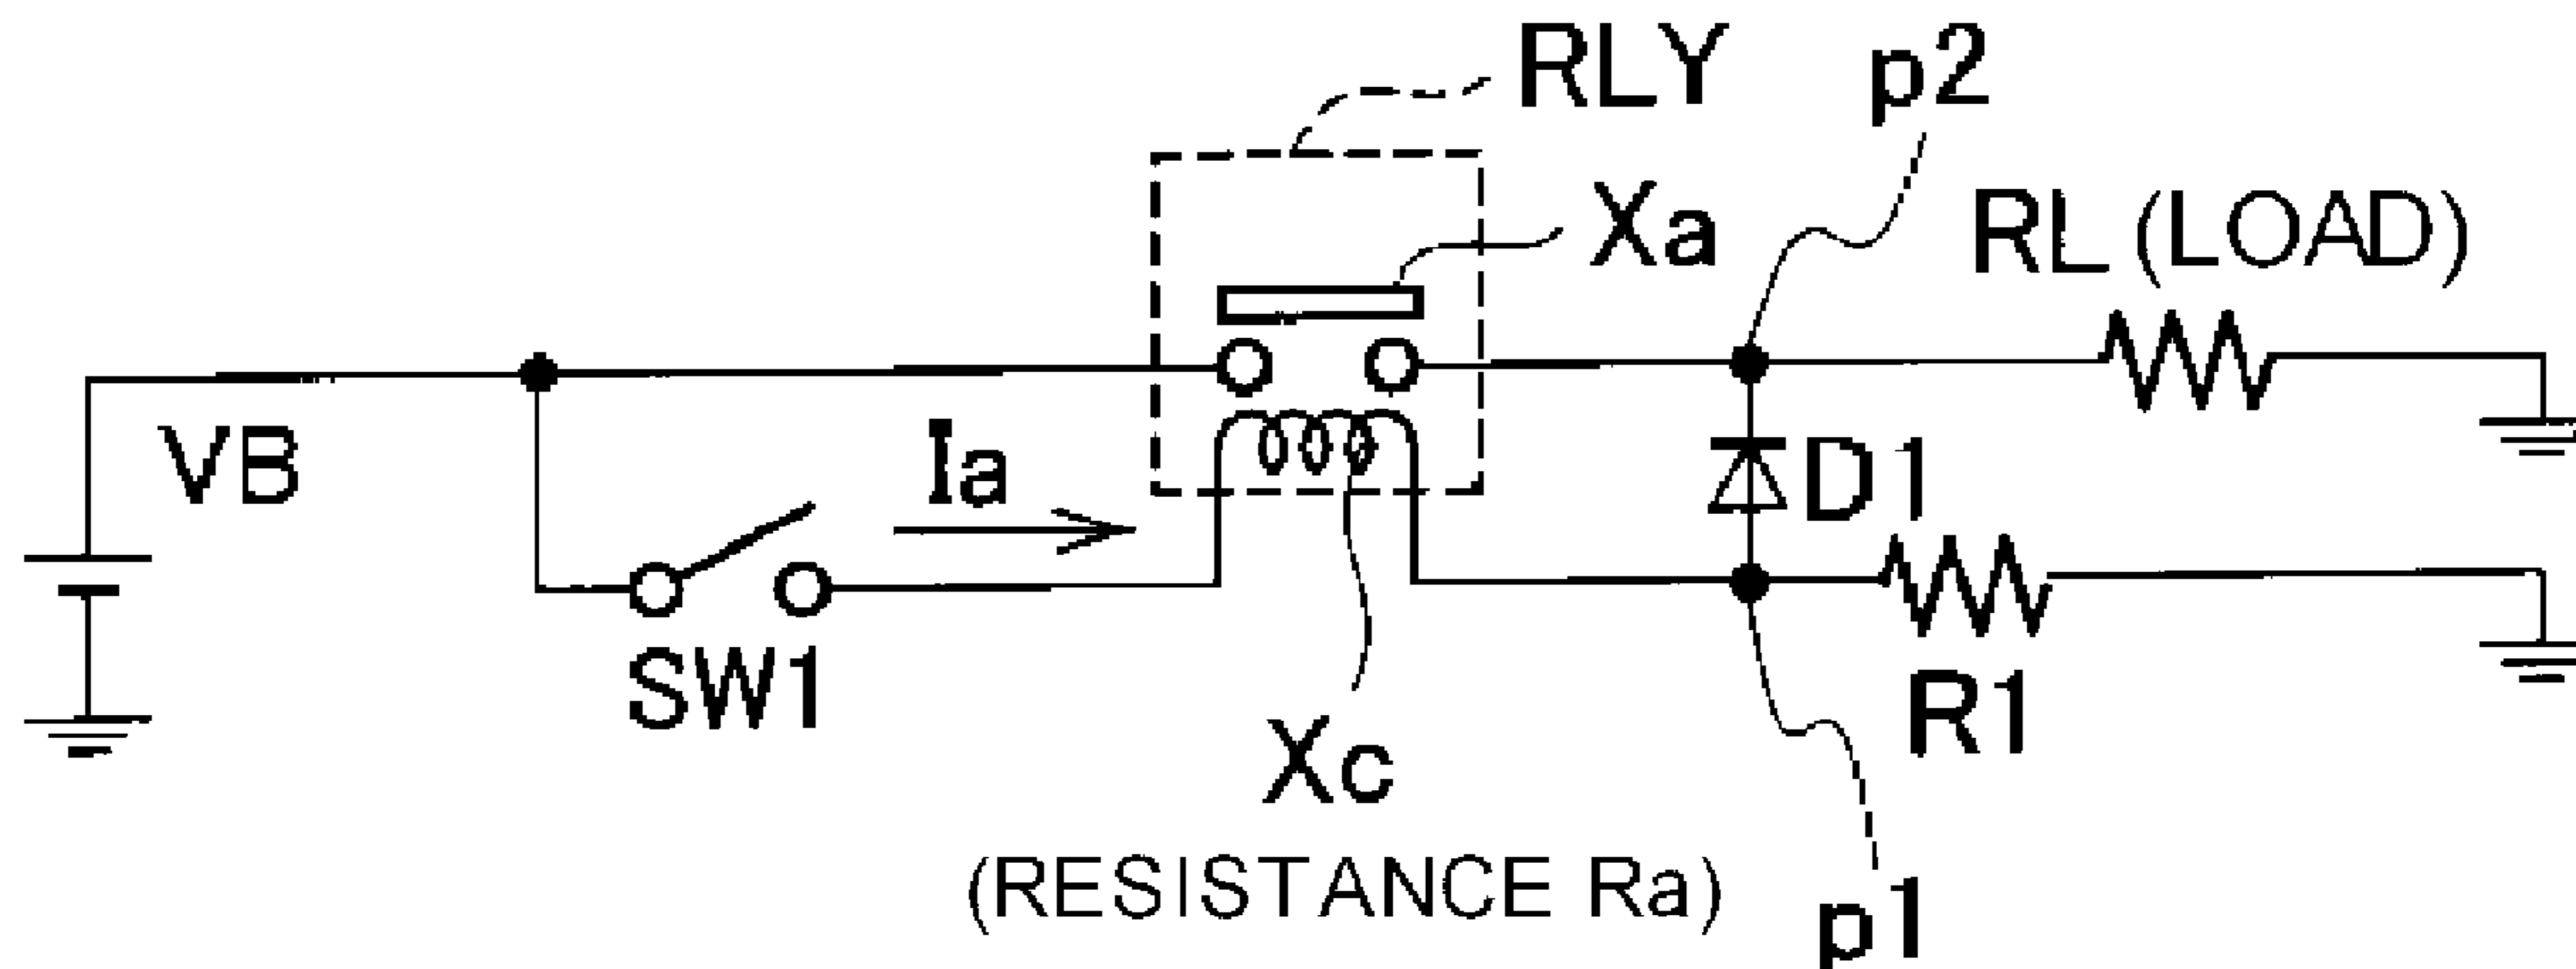 RLY
p2
Xa
RL (LOAD)
VB
Ia
D1
SW1
R1
Xc
(RESISTANCE Ra)
p1